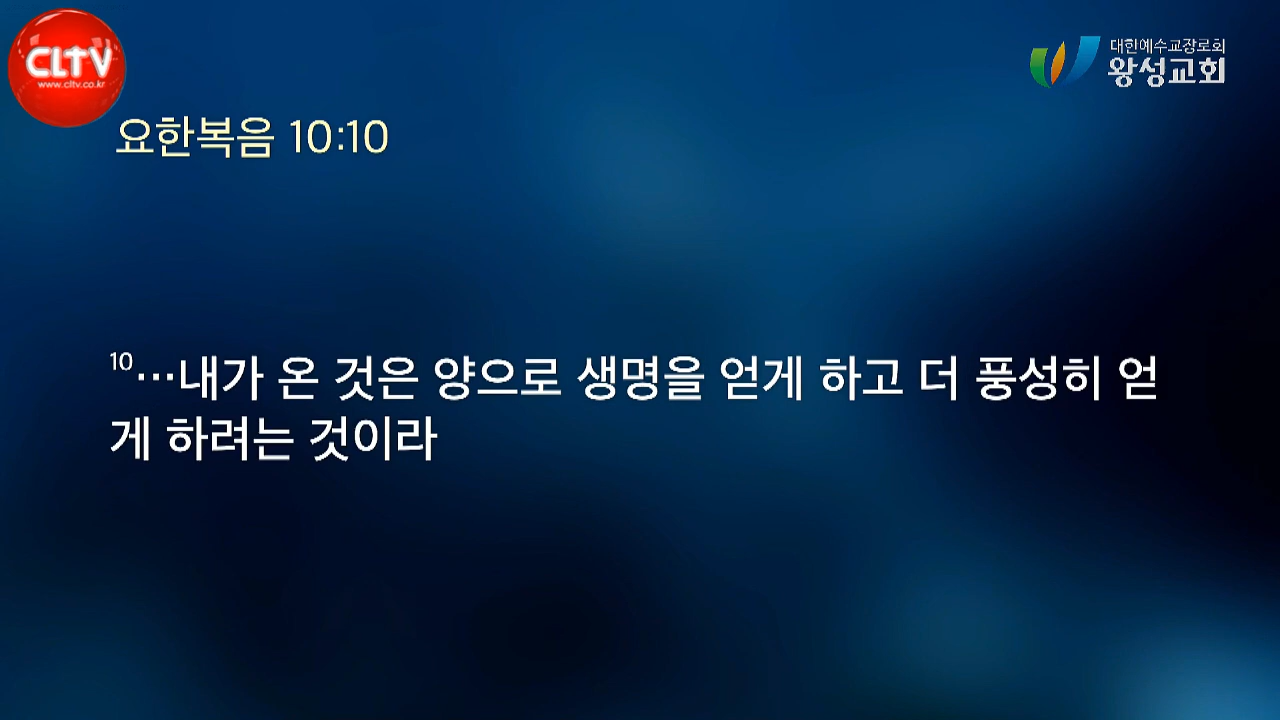 CLTV
www.cltv.co.kr
대한예수교장로회
왕성교회
요한복음 10:10
10…내가 온 것은 양으로 생명을 얻게 하고 더 풍성히 얻
게 하려는 것이라